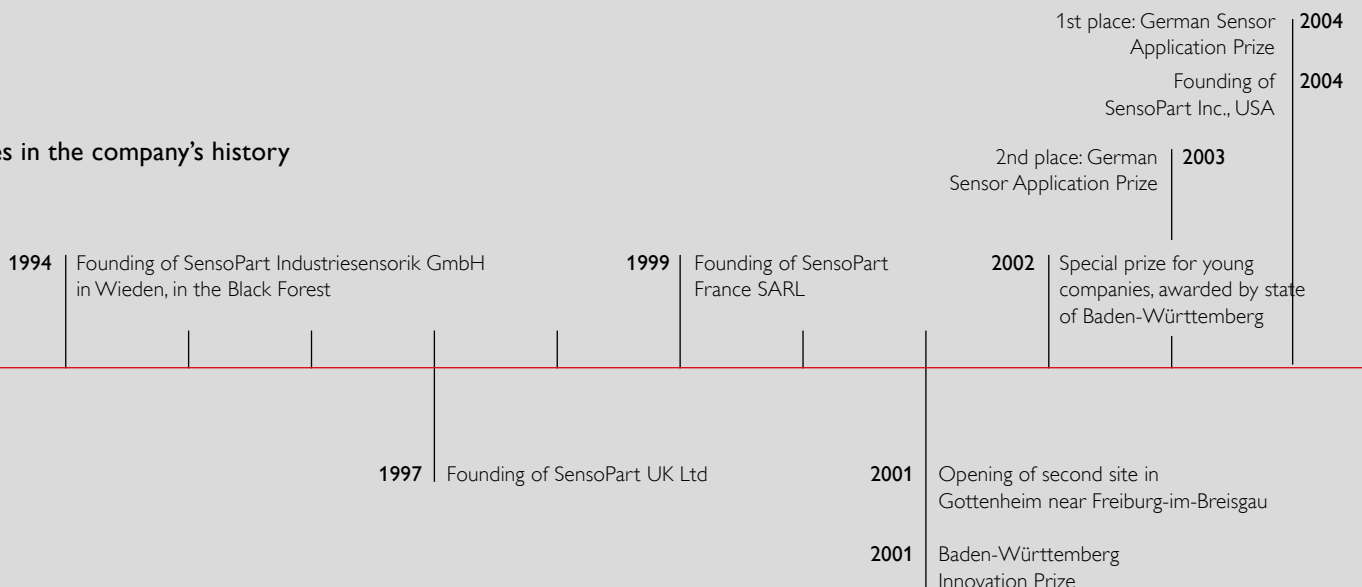 1st place: German Sensor
Application Prize
2004
Founding of
SensoPart Inc., USA
2004
es in the company's history
2nd place: German
Sensor Application Prize
2003
1994
Founding of SensoPart Industriesensorik GmbH
in Wieden, in the Black Forest
1999
Founding of SensoPart
France SARL
2002
Special prize for young
companies, awarded by state
of Baden-Württemberg
1997
Founding of SensoPart UK Ltd
2001
Opening of second site in
Gottenheim near Freiburg-im-Breisgau
2001
Baden-Württemberg
Innovation Prize